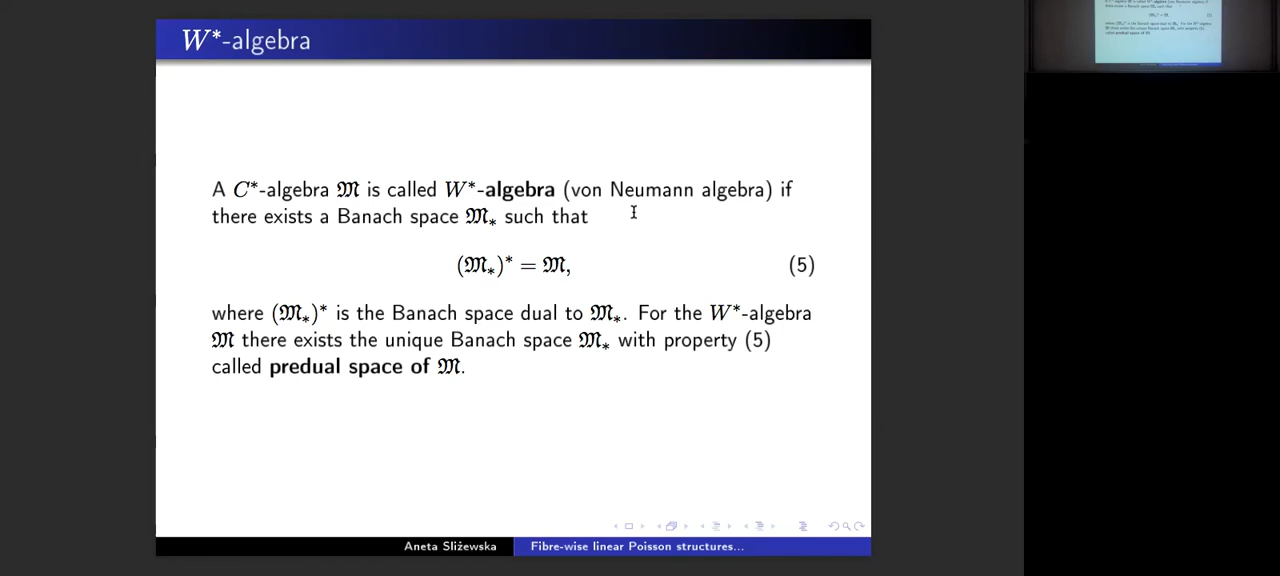 W*-algebra
A C*-algebra 𝔐 is called W*-algebra (von Neumann algebra) if
there exists a Banach space 𝔐∗ such that
(𝔐∗)* = 𝔐, (5)
where (𝔐∗)* is the Banach space dual to 𝔐∗. For the W*-algebra
𝔐 there exists the unique Banach space 𝔐∗ with property (5)
called predual space of 𝔐.
Aneta Sliżewska Fibre-wise linear Poisson structures...